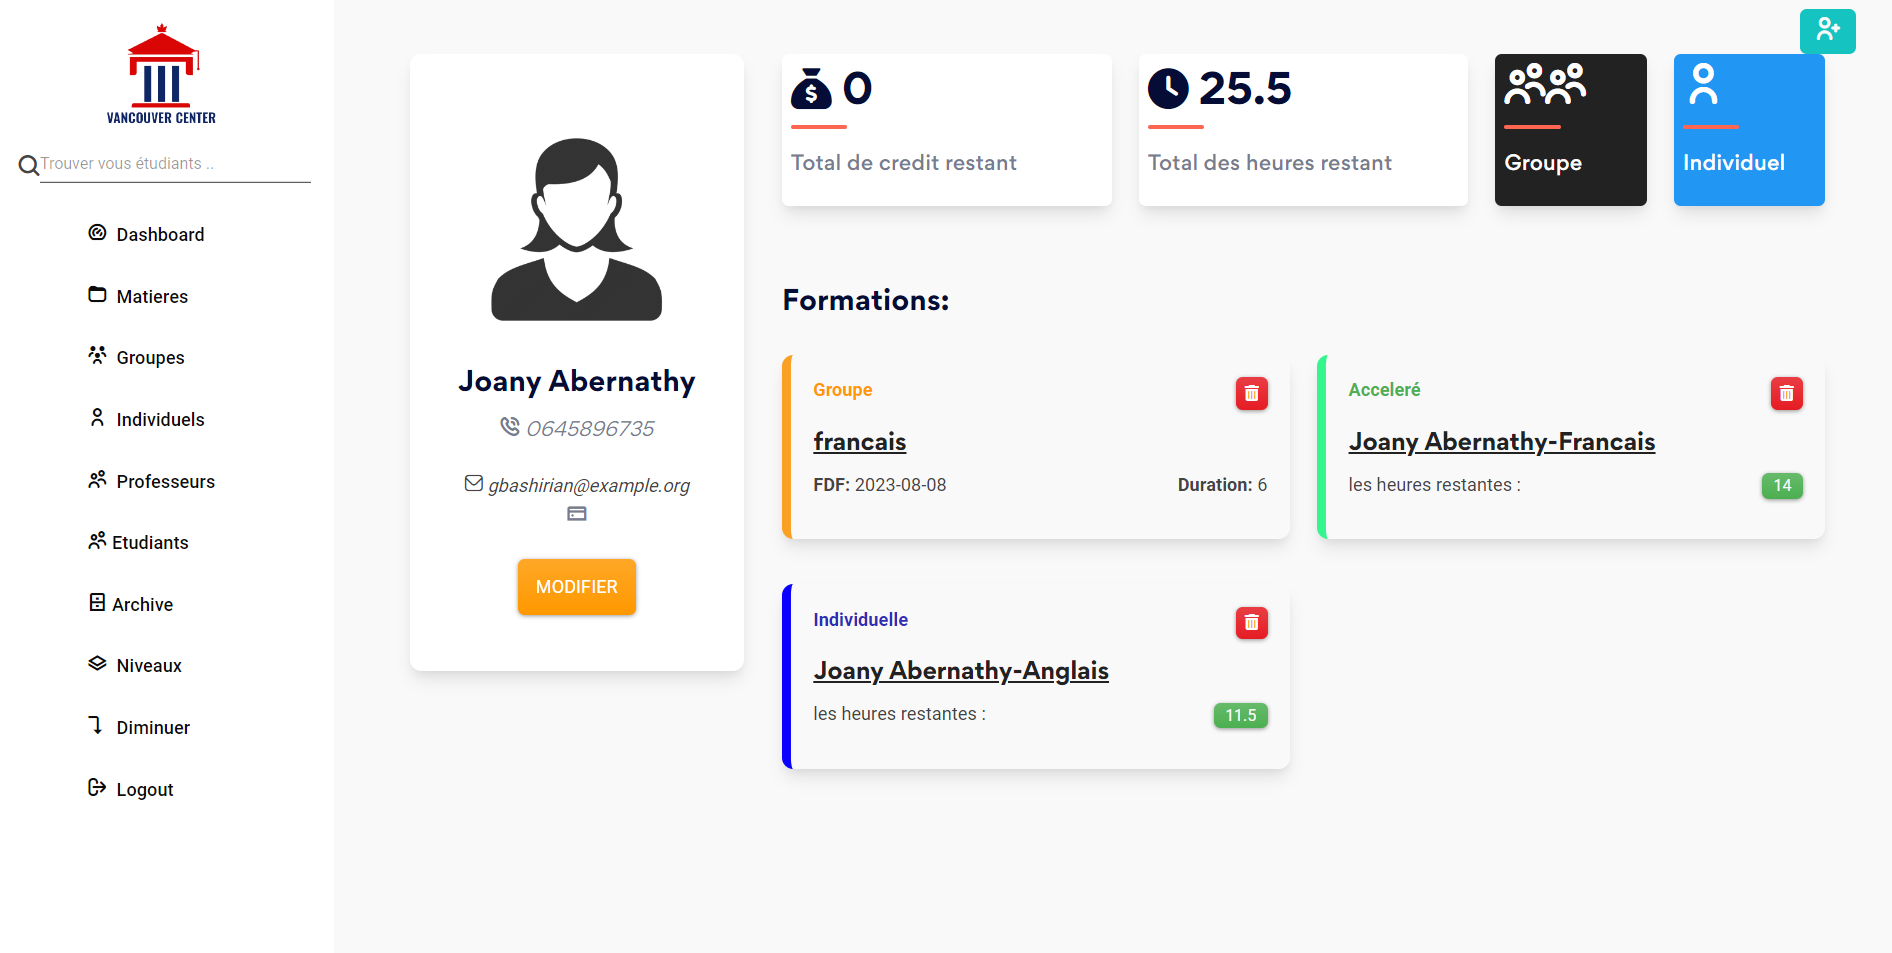 VANCOUVER CENTER
Trouver vous étudiants ..
Dashboard
Matieres
Groupes
Individuels
Professeurs
Etudiants
Archive
Niveaux
Diminuer
Logout
Joany Abernathy
0645896735
gbashirian@example.org
MODIFIER
0
Total de credit restant
25.5
Total des heures restant
Groupe
Individuel
Formations:
Groupe
francais
FDF: 2023-08-08 Duration: 6
Acceleré
Joany Abernathy-Francais
les heures restantes : 14
Individuelle
Joany Abernathy-Anglais
les heures restantes : 11.5